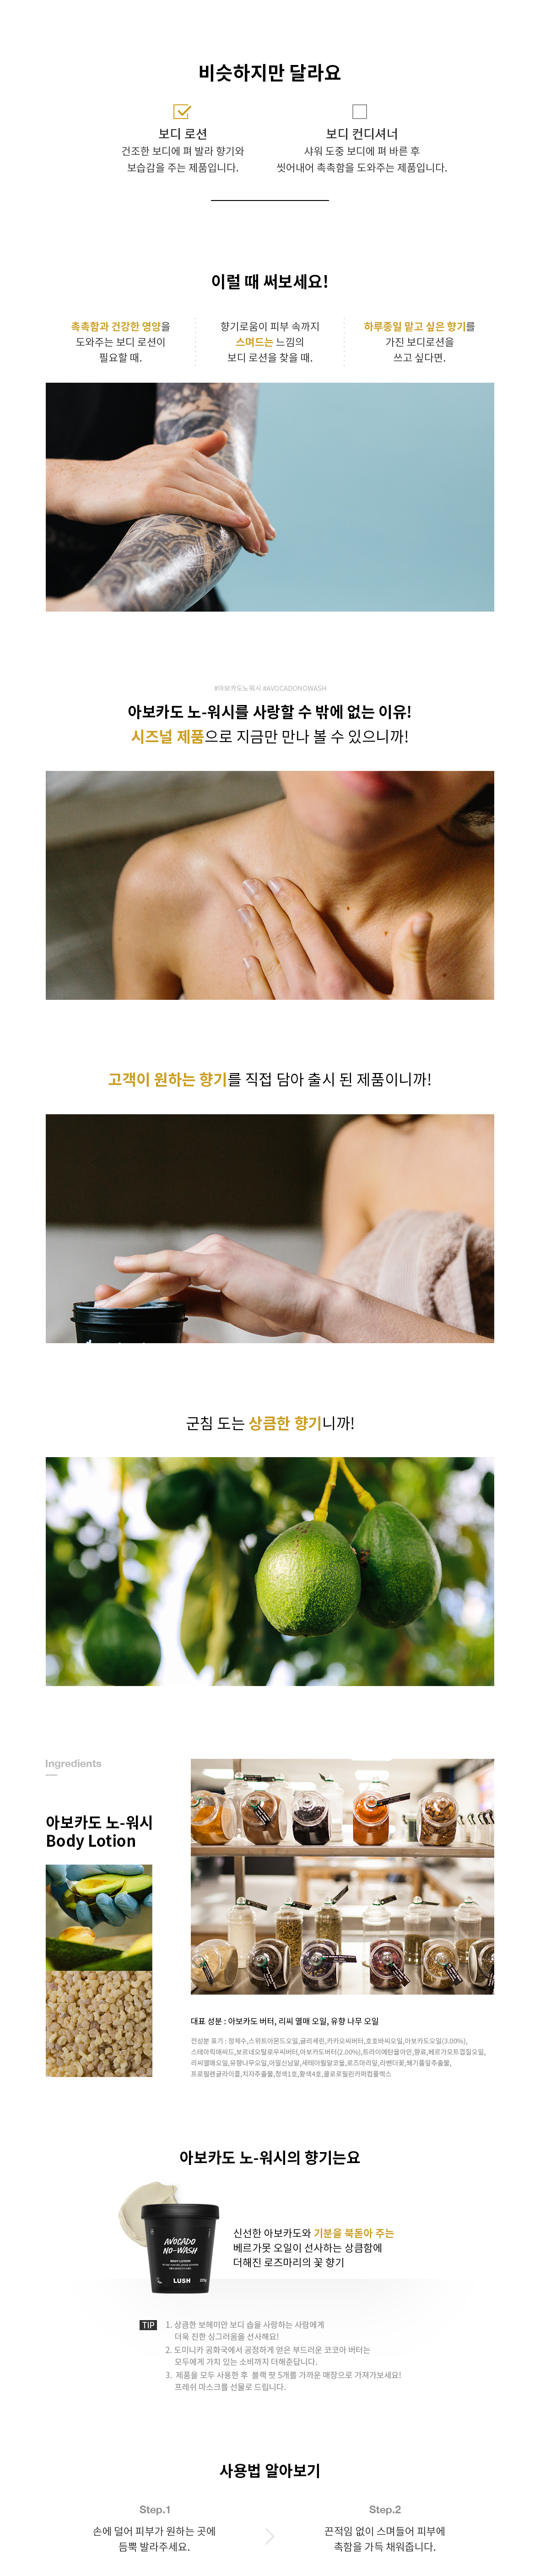 비슷하지만 달라요
보디 로션
건조한 보디에 펴 발라 향기와
보습감을 주는 제품입니다.
보디 컨디셔너
샤워 도중 보디에 펴 바른 후
씻어내어 촉촉함을 도와주는 제품입니다.
이럴 때 써보세요!
촉촉함과 건강한 영양을
도와주는 보디 로션이
필요할 때.
향기로움이 피부 속까지
스며드는 느낌의
보디 로션을 찾을 때.
하루종일 맡고 싶은 향기를
가진 보디로션을
쓰고 싶다면.
#아보카도노워시 #AVOCADONOWASH
아보카도 노-워시를 사랑할 수 밖에 없는 이유!
시즈널 제품으로 지금만 만나 볼 수 있으니까!
고객이 원하는 향기를 직접 담아 출시 된 제품이니까!
군침 도는 상큼한 향기니까!
Ingredients
아보카도 노-워시
Body Lotion
대표 성분 : 아보카도 버터, 리씨 열매 오일, 유향 나무 오일
전성분 표기 : 정제수,스위트아몬드오일,글리세린,카카오씨버터,호호바씨오일,아보카도오일(3.00%),
스테아릭애씨드,보르네오탈로우씨버터,아보카도버터(2.00%),트라이에탄올아민,향료,베르가모트껍질오일,
리씨열매오일,유향나무오일,아밀신남알,세테아릴알코올,로즈마리잎,라벤더꽃,쐐기풀잎추출물,
프로필렌글라이콜,치자추출물,청색1호,황색4호,클로로필린카퍼컴플렉스
아보카도 노-워시의 향기는요
AVOCADO
NO-WASH
BODY LOTION
LUSH
신선한 아보카도와 기분을 북돋아 주는
베르가못 오일이 선사하는 상큼함에
더해진 로즈마리의 꽃 향기
TIP
1. 상큼한 보헤미안 보디 솝을 사랑하는 사람에게
더욱 진한 싱그러움을 선사해요!
2. 도미니카 공화국에서 공정하게 얻은 부드러운 코코아 버터는
모두에게 가치 있는 소비까지 더해준답니다.
3. 제품을 모두 사용한 후 블랙 팟 5개를 가까운 매장으로 가져가보세요!
프레쉬 마스크를 선물로 드립니다.
사용법 알아보기
Step.1
손에 덜어 피부가 원하는 곳에
듬뿍 발라주세요.
Step.2
끈적임 없이 스며들어 피부에
촉함을 가득 채워줍니다.